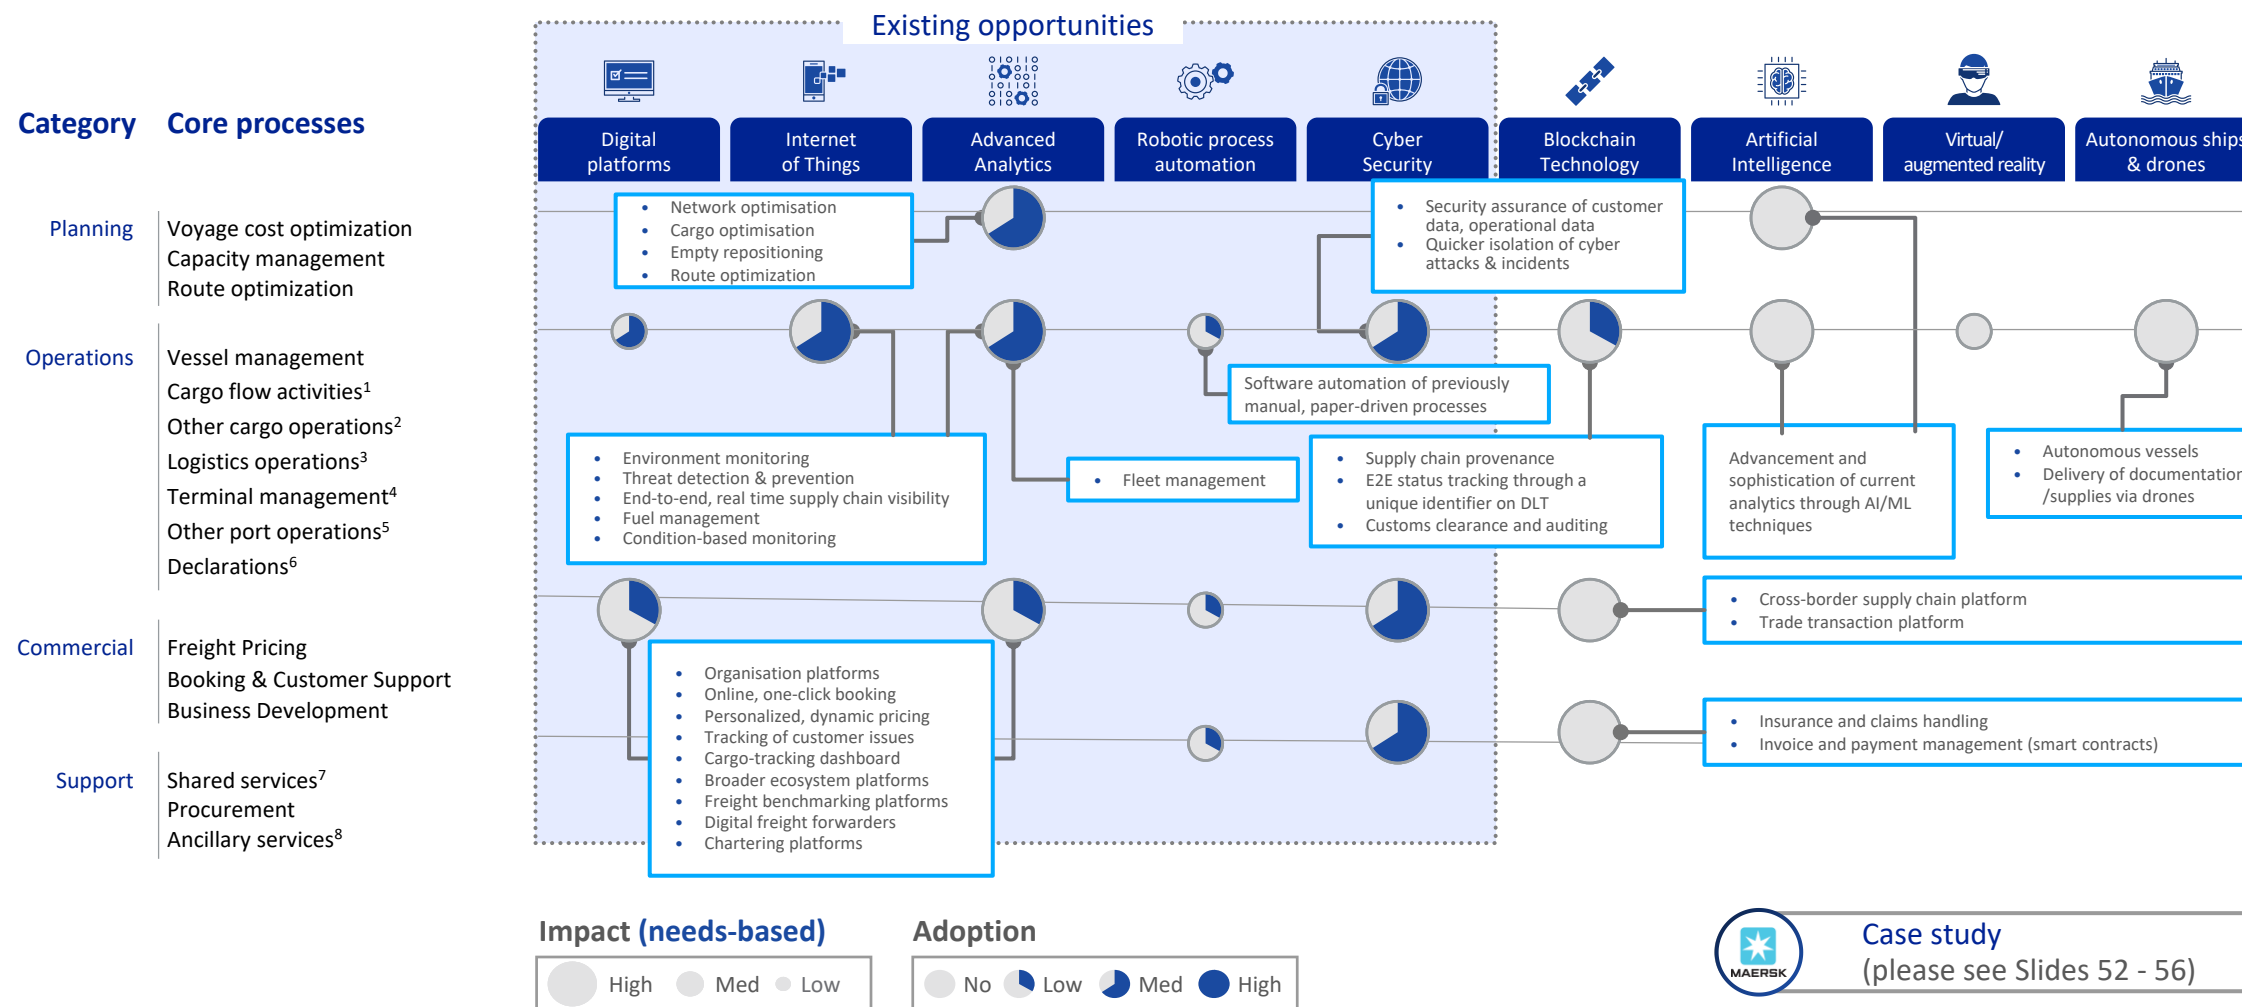 Existing opportunities
Category
Core processes
Digital
platforms
Internet
of Things
Advanced
Analytics
Robotic process
automation
Cyber
Security
Blockchain
Technology
Artificial
Intelligence
Virtual/
augmented reality
Autonomous ships
& drones
Planning
Voyage cost optimization
Capacity management
Route optimization
• Network optimisation
• Cargo optimisation
• Empty repositioning
• Route optimization
• Security assurance of customer
data, operational data
• Quicker isolation of cyber
attacks & incidents
Operations
Vessel management
Cargo flow activities¹
Other cargo operations²
Logistics operations³
Terminal management⁴
Other port operations⁵
Declarations⁶
Software automation of previously
manual, paper-driven processes
• Environment monitoring
• Threat detection & prevention
• End-to-end, real time supply chain visibility
• Fuel management
• Condition-based monitoring
• Fleet management
• Supply chain provenance
• E2E status tracking through a
unique identifier on DLT
• Customs clearance and auditing
Advancement and
sophistication of current
analytics through AI/ML
techniques
• Autonomous vessels
• Delivery of documentation
/supplies via drones
Commercial
Freight Pricing
Booking & Customer Support
Business Development
• Cross-border supply chain platform
• Trade transaction platform
• Organisation platforms
• Online, one-click booking
• Personalized, dynamic pricing
• Tracking of customer issues
• Cargo-tracking dashboard
• Broader ecosystem platforms
• Freight benchmarking platforms
• Digital freight forwarders
• Chartering platforms
• Insurance and claims handling
• Invoice and payment management (smart contracts)
Support
Shared services⁷
Procurement
Ancillary services⁸
Impact (needs-based)
High Med Low
Adoption
No Low Med High
MAERSK
Case study
(please see Slides 52 - 56)